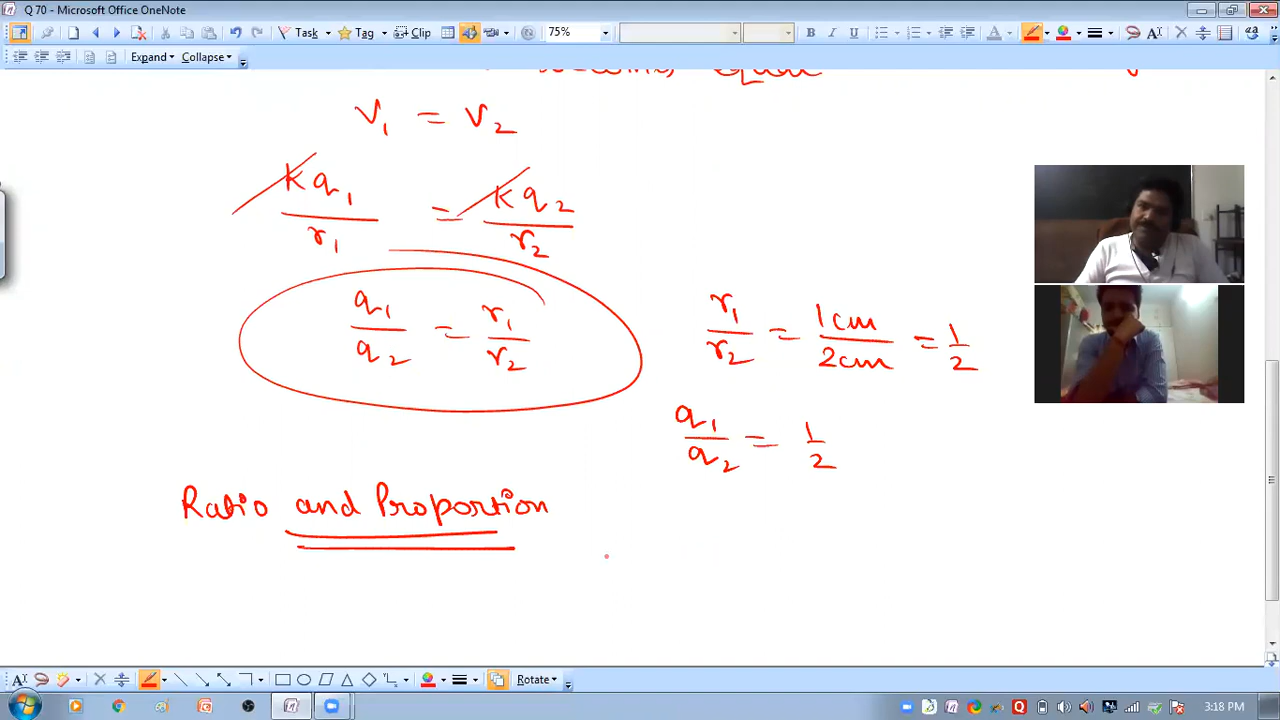 Q 70 - Microsoft Office OneNote
Task Tag Clip 75% B I U
Expand Collapse
equal
V₁ = V₂
Kq₁/r₁ = Kq₂/r₂
q₁/q₂ = r₁/r₂
r₁/r₂ = 1cm/2cm = 1/2
q₁/q₂ = 1/2
Ratio and Proportion
Rotate
3:18 PM